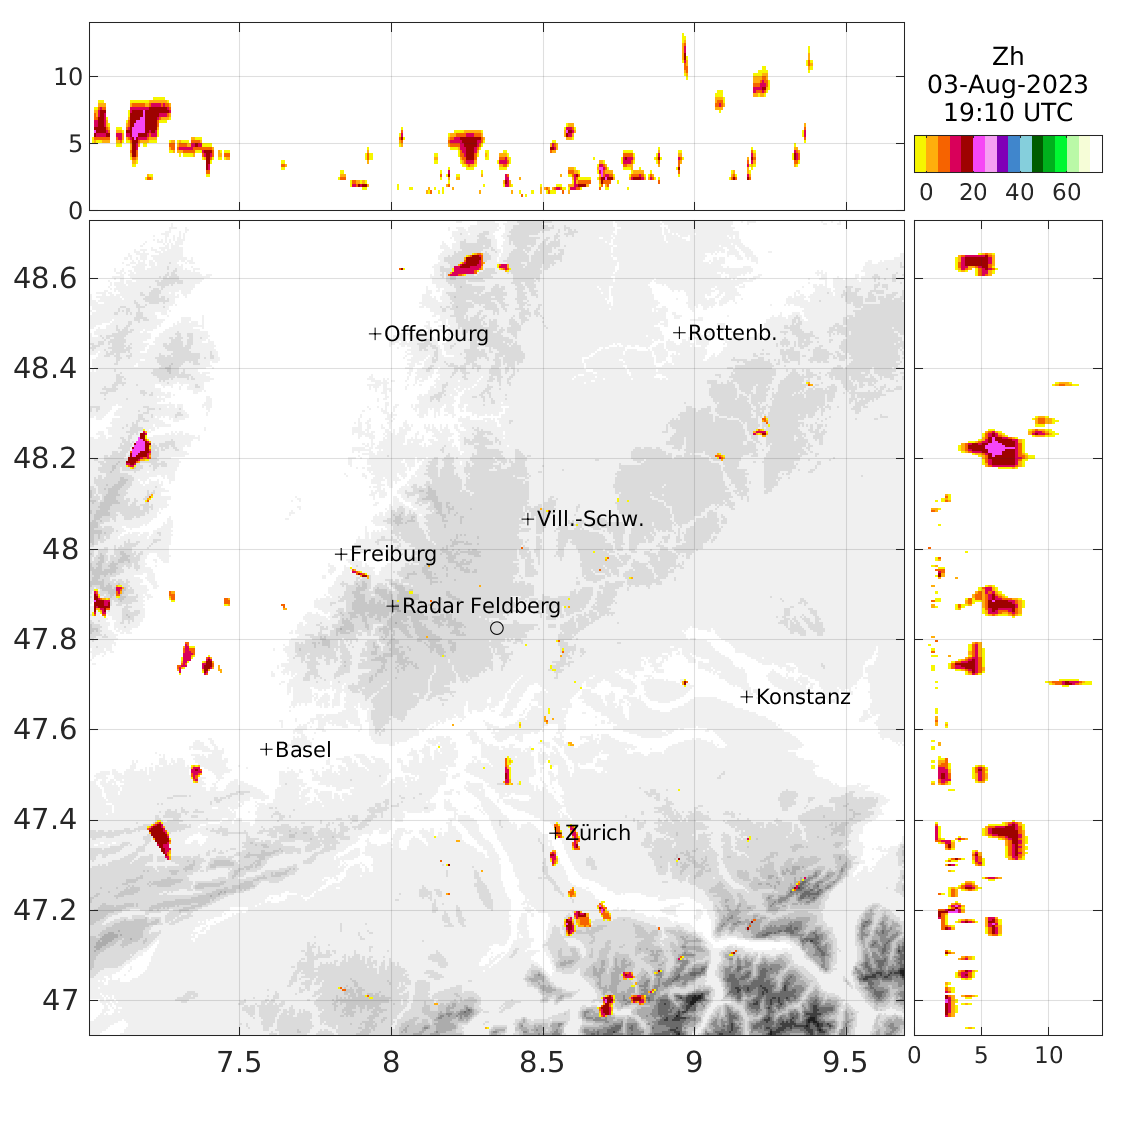 Zh
03-Aug-2023
19:10 UTC
0 20 40 60
10
5
0
48.6
48.4
48.2
48
47.8
47.6
47.4
47.2
47
Offenburg
Rottenb.
Vill.-Schw.
Freiburg
Radar Feldberg
Konstanz
Basel
Zürich
7.5 8 8.5 9 9.5
0 5 10